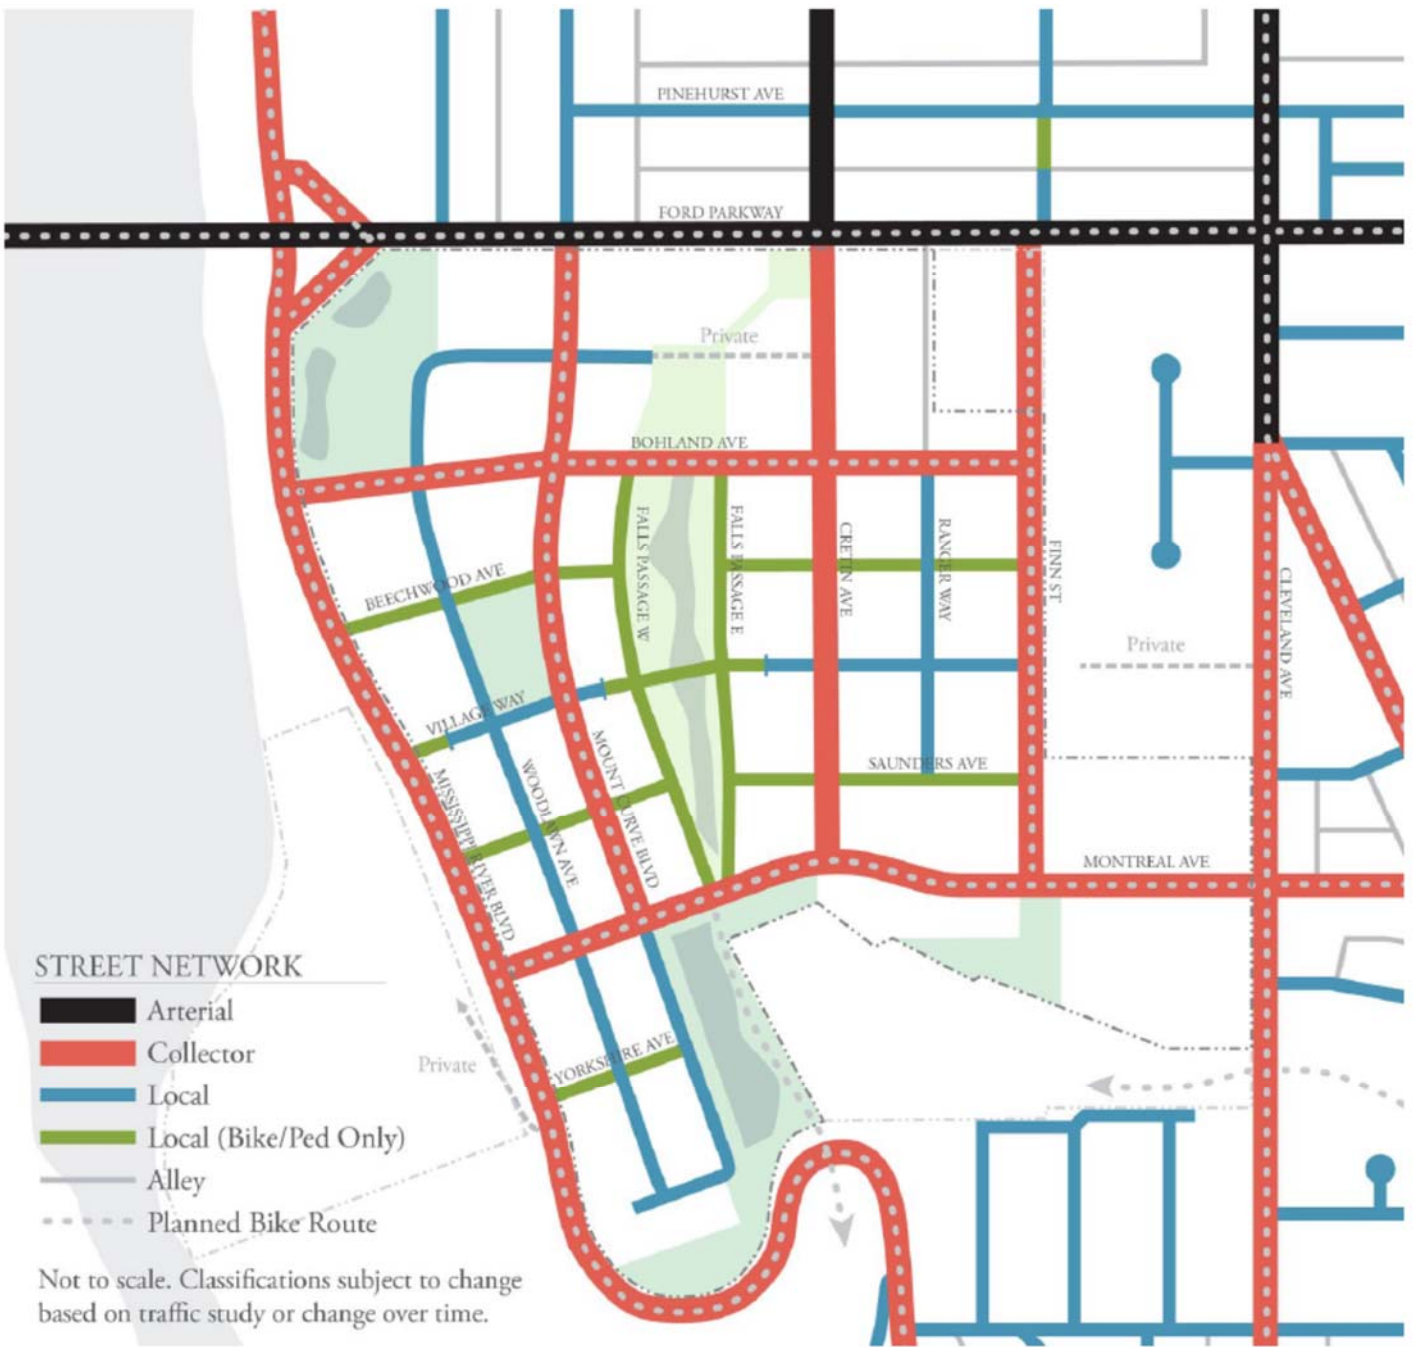 PINEHURST AVE
FORD PARKWAY
Private
BOHLAND AVE
FALLS PASSAGE W
FALLS PASSAGE E
CRETIN AVE
RANGER WAY
FINN ST
BEECHWOOD AVE
CLEVELAND AVE
Private
VILLAGE WAY
MOUNT CURVE BLVD
WOODLAWN AVE
MISSISSIPPI RIVER BLVD
SAUNDERS AVE
MONTREAL AVE
YORKSHIRE AVE
Private
STREET NETWORK
Arterial
Collector
Local
Local (Bike/Ped Only)
Alley
Planned Bike Route
Not to scale. Classifications subject to change
based on traffic study or change over time.